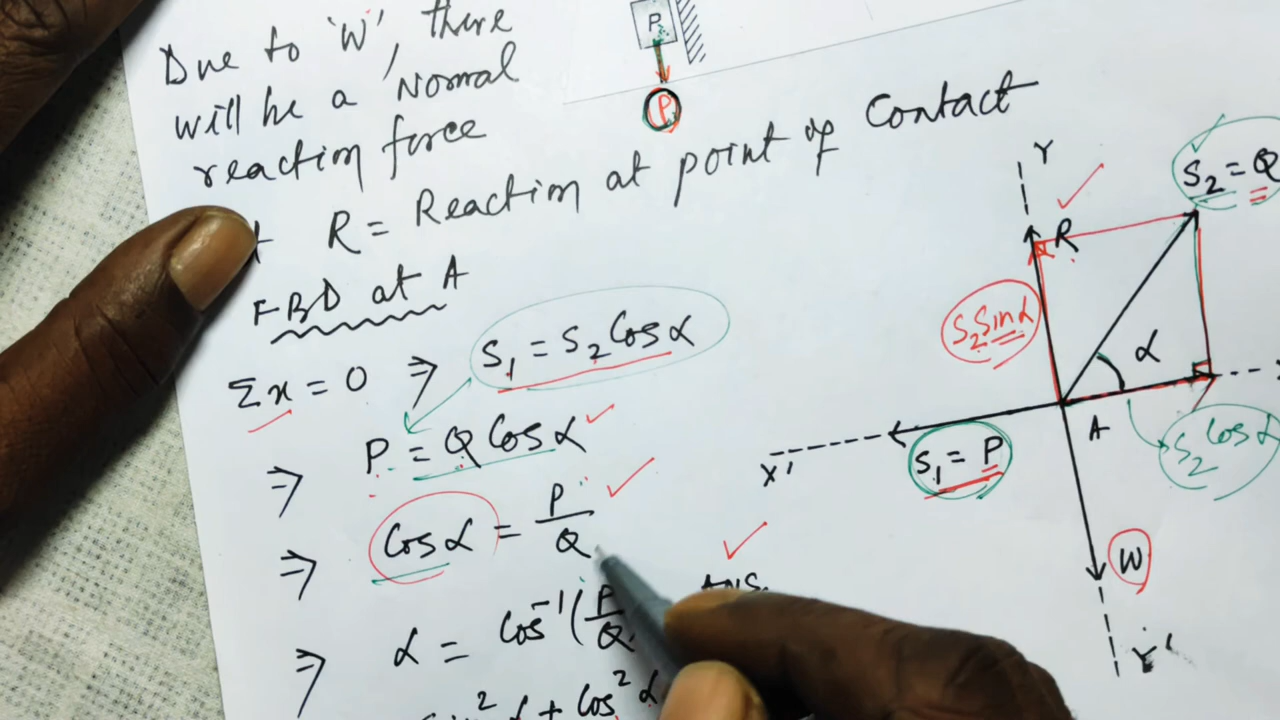 Due to 'W', there
will be a Normal
reaction force
R = Reaction at point of Contact
FBD at A
Σx = 0 ⇒ S₁ = S₂ Cos α
⇒ P = Q Cos α
⇒ Cos α = P/Q
⇒ α = Cos⁻¹(P/Q
Cos² α
P
P
Y
S₂ = Q
R
S₂ Sin α
α
A
X'
S₁ = P
S₂ Cos α
W
Y'